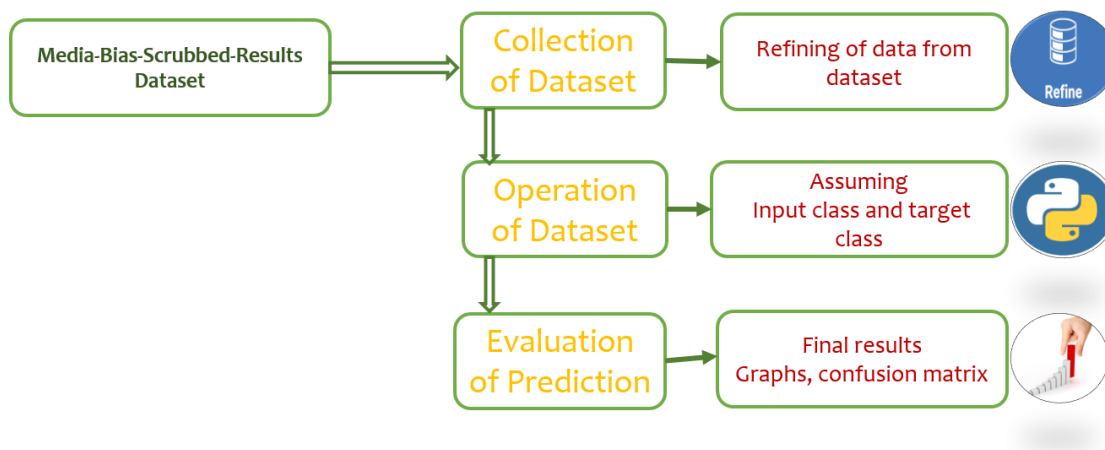 Media-Bias-Scrubbed-Results
Dataset
Collection
of Dataset
Refining of data from
dataset
Refine
Operation
of Dataset
Assuming
Input class and target
class
Evaluation
of Prediction
Final results
Graphs, confusion matrix